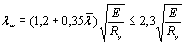 λ_w = (1,2 + 0,35λ̄)√(E/R_y) ≤ 2,3√(E/R_y)